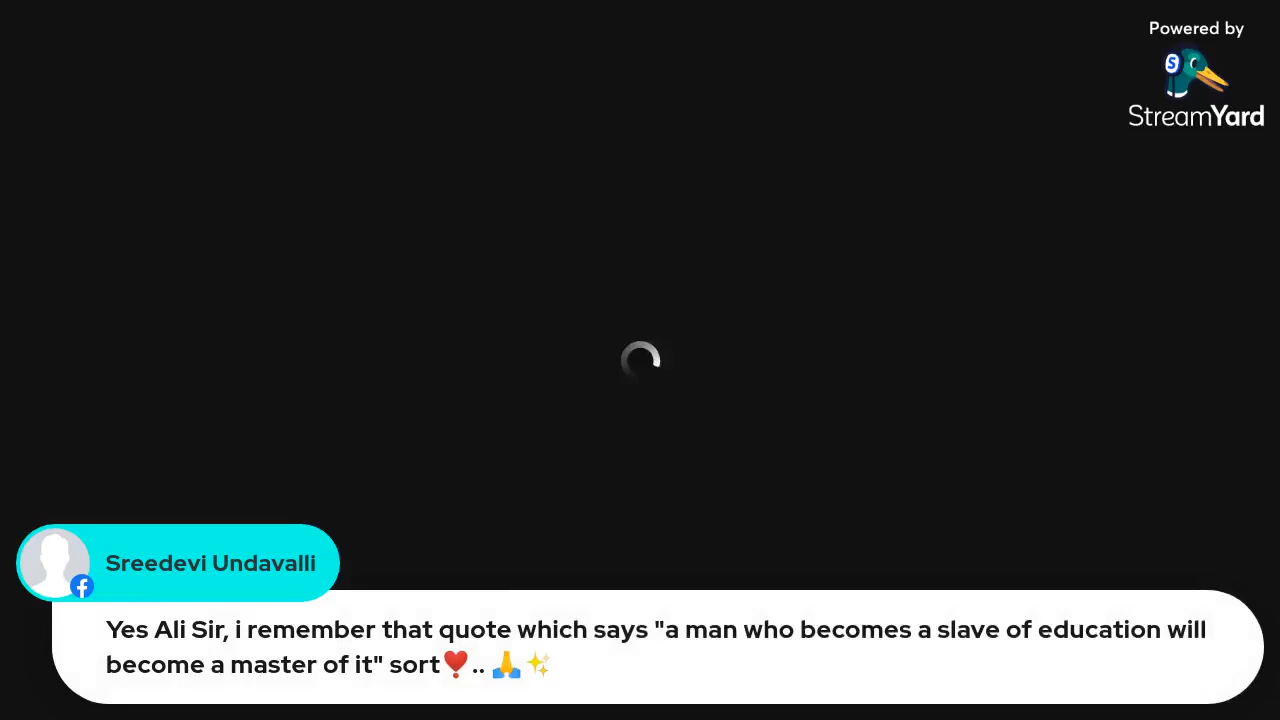 Powered by
S
StreamYard
Sreedevi Undavalli
Yes Ali Sir, i remember that quote which says "a man who becomes a slave of education will
become a master of it" sort❣️.. 🙏✨